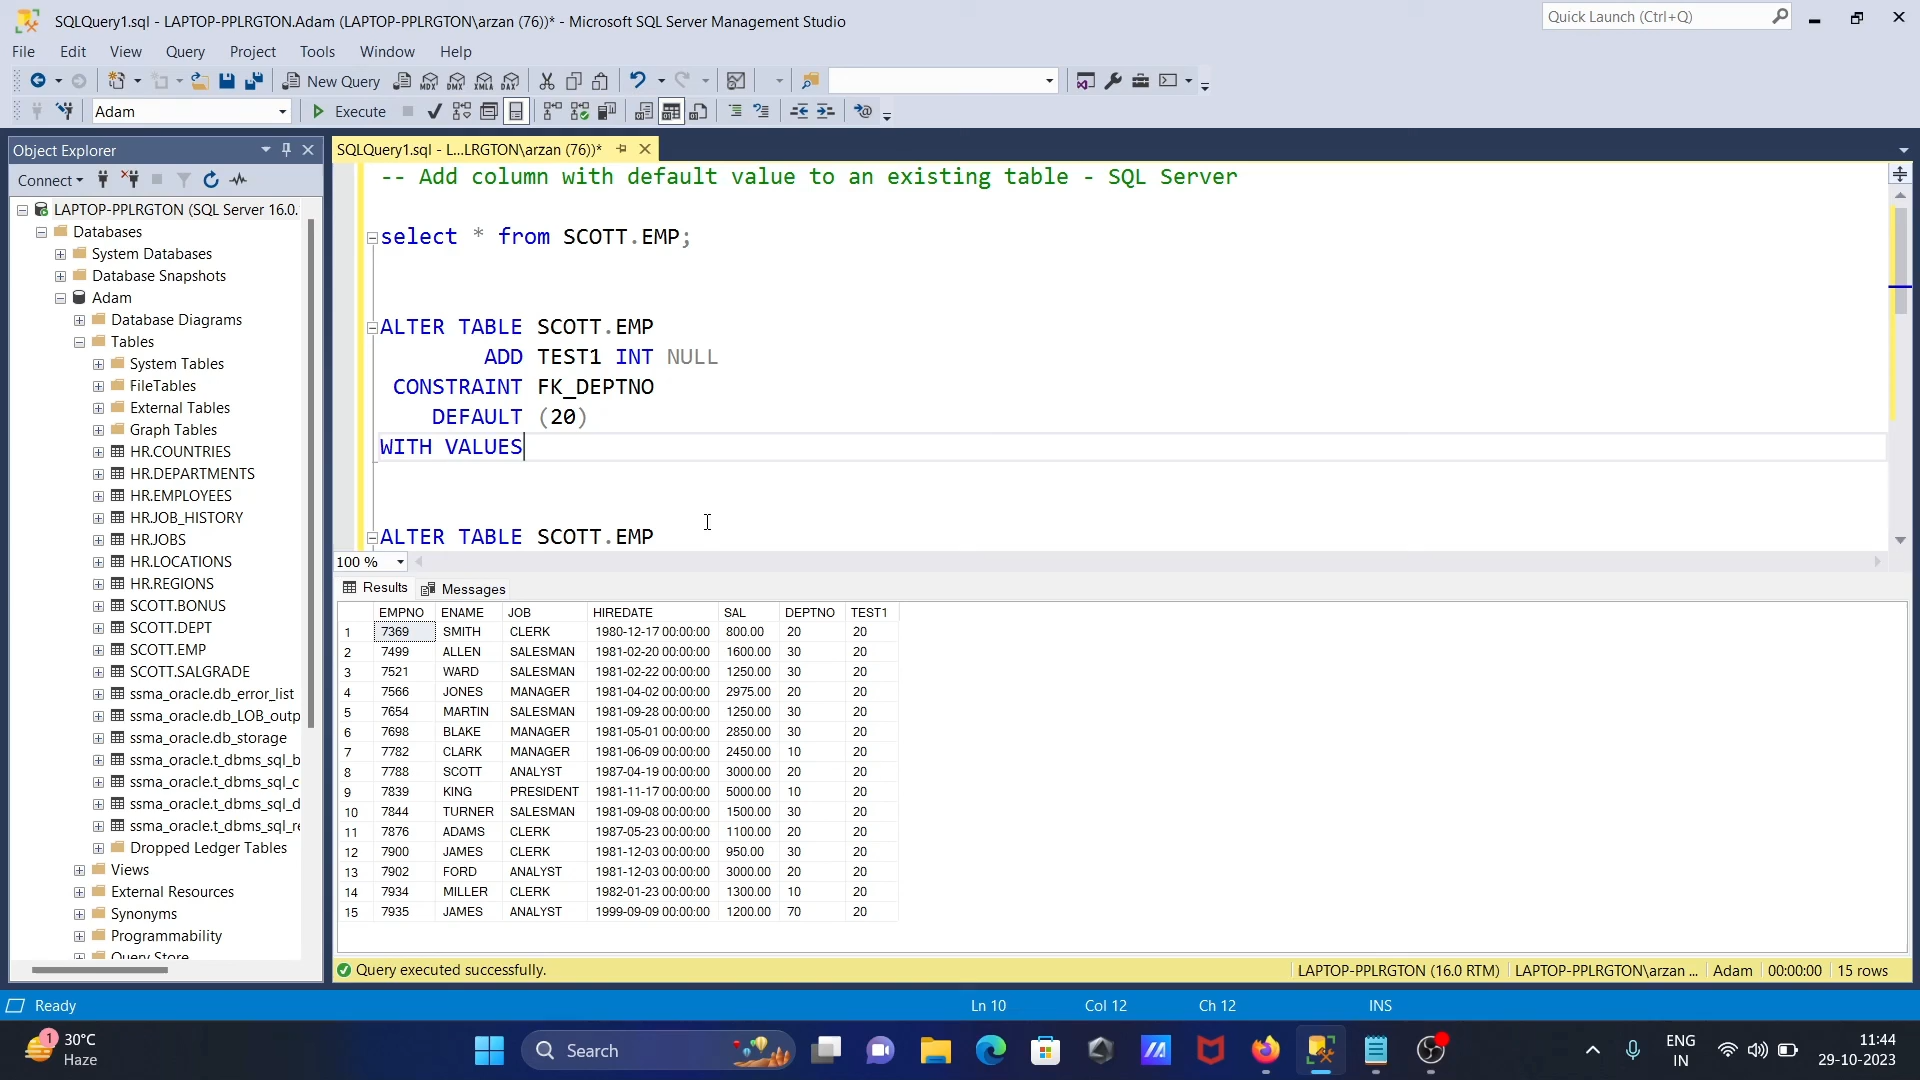 SQLQuery1.sql - LAPTOP-PPLRGTON.Adam (LAPTOP-PPLRGTON\arzan (76))* - Microsoft SQL Server Management Studio
Quick Launch (Ctrl+Q)
File Edit View Query Project Tools Window Help
New Query MDX DMX XMLA DAX
Adam Execute
Object Explorer
Connect
LAPTOP-PPLRGTON (SQL Server 16.0.
Databases
System Databases
Database Snapshots
Adam
Database Diagrams
Tables
System Tables
FileTables
External Tables
Graph Tables
HR.COUNTRIES
HR.DEPARTMENTS
HR.EMPLOYEES
HR.JOB_HISTORY
HR.JOBS
HR.LOCATIONS
HR.REGIONS
SCOTT.BONUS
SCOTT.DEPT
SCOTT.EMP
SCOTT.SALGRADE
ssma_oracle.db_error_list
ssma_oracle.db_LOB_outp
ssma_oracle.db_storage
ssma_oracle.t_dbms_sql_b
ssma_oracle.t_dbms_sql_c
ssma_oracle.t_dbms_sql_d
ssma_oracle.t_dbms_sql_re
Dropped Ledger Tables
Views
External Resources
Synonyms
Programmability
Query Store
SQLQuery1.sql - L...LRGTON\arzan (76))*
-- Add column with default value to an existing table - SQL Server
select * from SCOTT.EMP;
ALTER TABLE SCOTT.EMP
ADD TEST1 INT NULL
CONSTRAINT FK_DEPTNO
DEFAULT (20)
WITH VALUES
ALTER TABLE SCOTT.EMP
100 %
Results Messages
EMPNO ENAME JOB HIREDATE SAL DEPTNO TEST1
1 7369 SMITH CLERK 1980-12-17 00:00:00 800.00 20 20
2 7499 ALLEN SALESMAN 1981-02-20 00:00:00 1600.00 30 20
3 7521 WARD SALESMAN 1981-02-22 00:00:00 1250.00 30 20
4 7566 JONES MANAGER 1981-04-02 00:00:00 2975.00 20 20
5 7654 MARTIN SALESMAN 1981-09-28 00:00:00 1250.00 30 20
6 7698 BLAKE MANAGER 1981-05-01 00:00:00 2850.00 30 20
7 7782 CLARK MANAGER 1981-06-09 00:00:00 2450.00 10 20
8 7788 SCOTT ANALYST 1987-04-19 00:00:00 3000.00 20 20
9 7839 KING PRESIDENT 1981-11-17 00:00:00 5000.00 10 20
10 7844 TURNER SALESMAN 1981-09-08 00:00:00 1500.00 30 20
11 7876 ADAMS CLERK 1987-05-23 00:00:00 1100.00 20 20
12 7900 JAMES CLERK 1981-12-03 00:00:00 950.00 30 20
13 7902 FORD ANALYST 1981-12-03 00:00:00 3000.00 20 20
14 7934 MILLER CLERK 1982-01-23 00:00:00 1300.00 10 20
15 7935 JAMES ANALYST 1999-09-09 00:00:00 1200.00 70 20
Query executed successfully. LAPTOP-PPLRGTON (16.0 RTM) LAPTOP-PPLRGTON\arzan ... Adam 00:00:00 15 rows
Ready Ln 10 Col 12 Ch 12 INS
1 30°C
Haze
Search
ENG
IN
11:44
29-10-2023